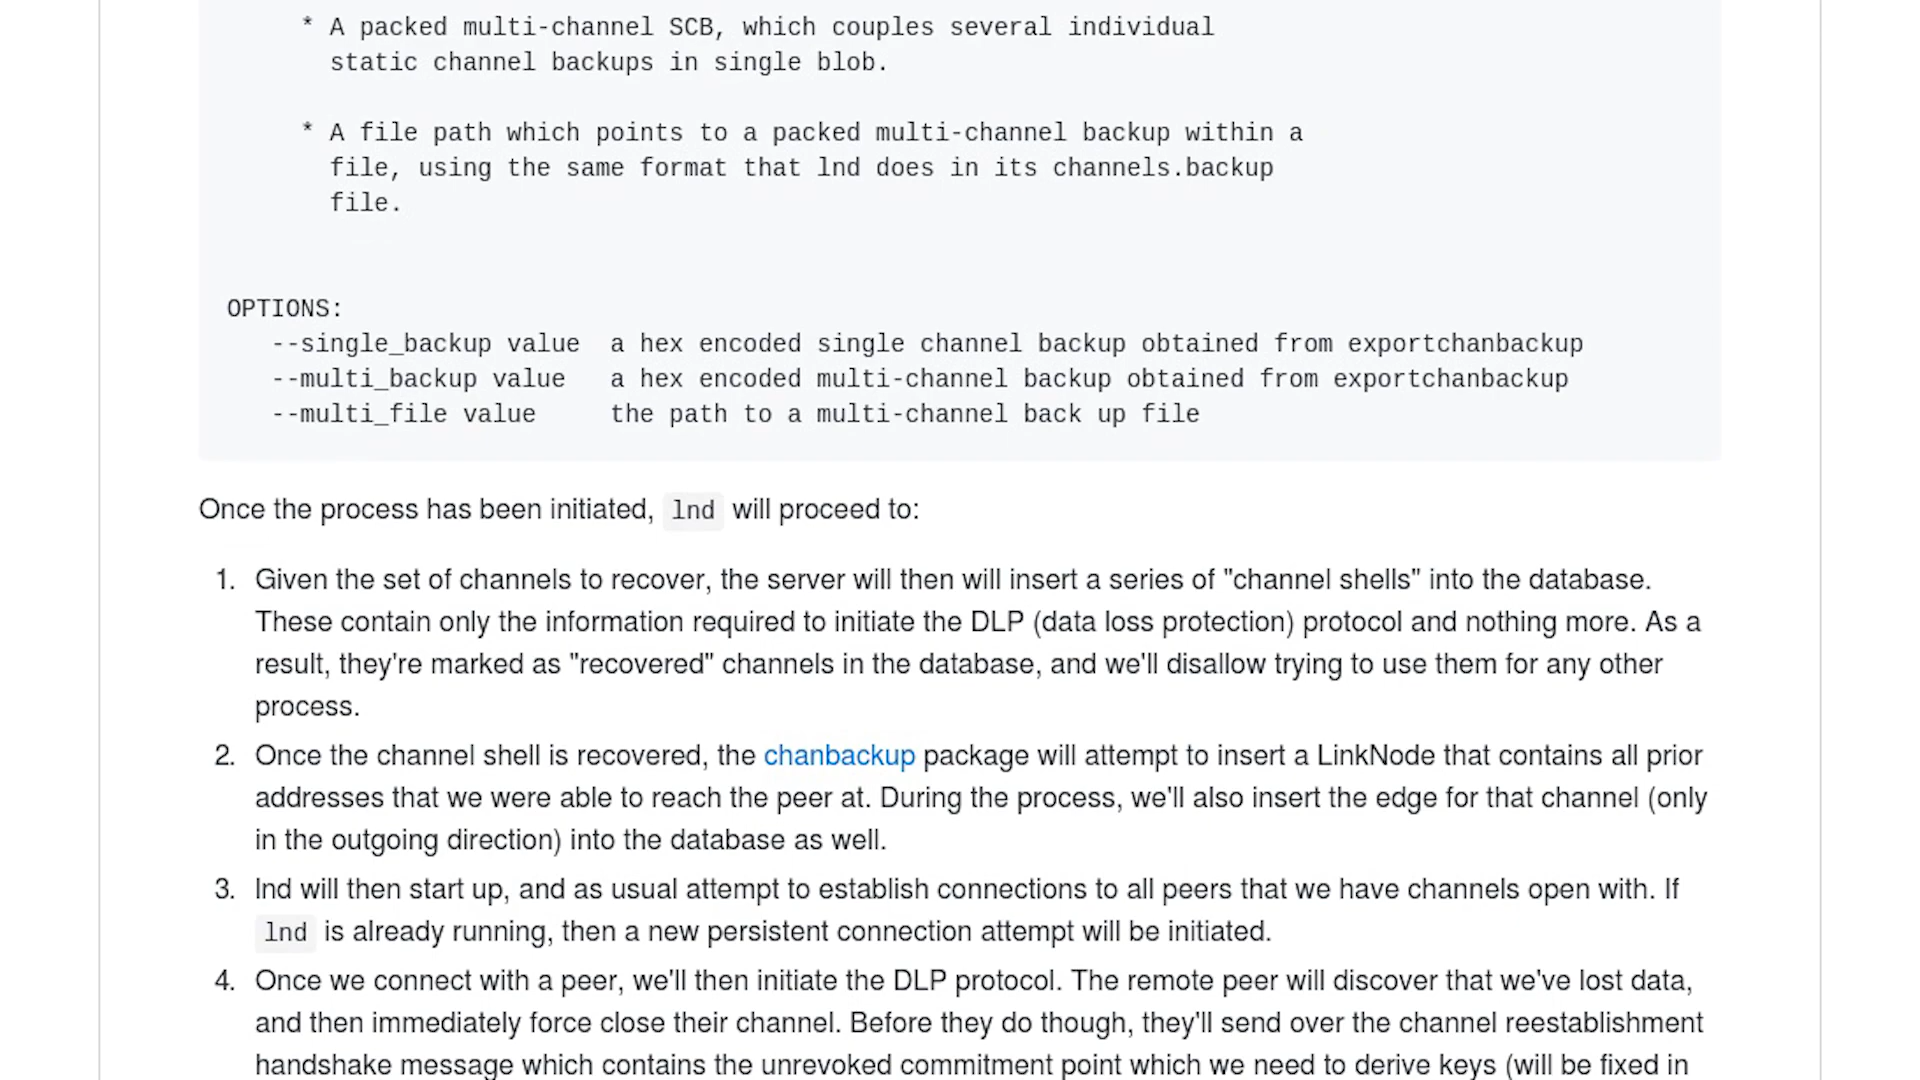 * A packed multi-channel SCB, which couples several individual
static channel backups in single blob.
* A file path which points to a packed multi-channel backup within a
file, using the same format that lnd does in its channels.backup
file.
OPTIONS:
--single_backup value  a hex encoded single channel backup obtained from exportchanbackup
--multi_backup value   a hex encoded multi-channel backup obtained from exportchanbackup
--multi_file value     the path to a multi-channel back up file
Once the process has been initiated, lnd will proceed to:
1. Given the set of channels to recover, the server will then will insert a series of "channel shells" into the database.
These contain only the information required to initiate the DLP (data loss protection) protocol and nothing more. As a
result, they're marked as "recovered" channels in the database, and we'll disallow trying to use them for any other
process.
2. Once the channel shell is recovered, the chanbackup package will attempt to insert a LinkNode that contains all prior
addresses that we were able to reach the peer at. During the process, we'll also insert the edge for that channel (only
in the outgoing direction) into the database as well.
3. lnd will then start up, and as usual attempt to establish connections to all peers that we have channels open with. If
lnd is already running, then a new persistent connection attempt will be initiated.
4. Once we connect with a peer, we'll then initiate the DLP protocol. The remote peer will discover that we've lost data,
and then immediately force close their channel. Before they do though, they'll send over the channel reestablishment
handshake message which contains the unrevoked commitment point which we need to derive keys (will be fixed in